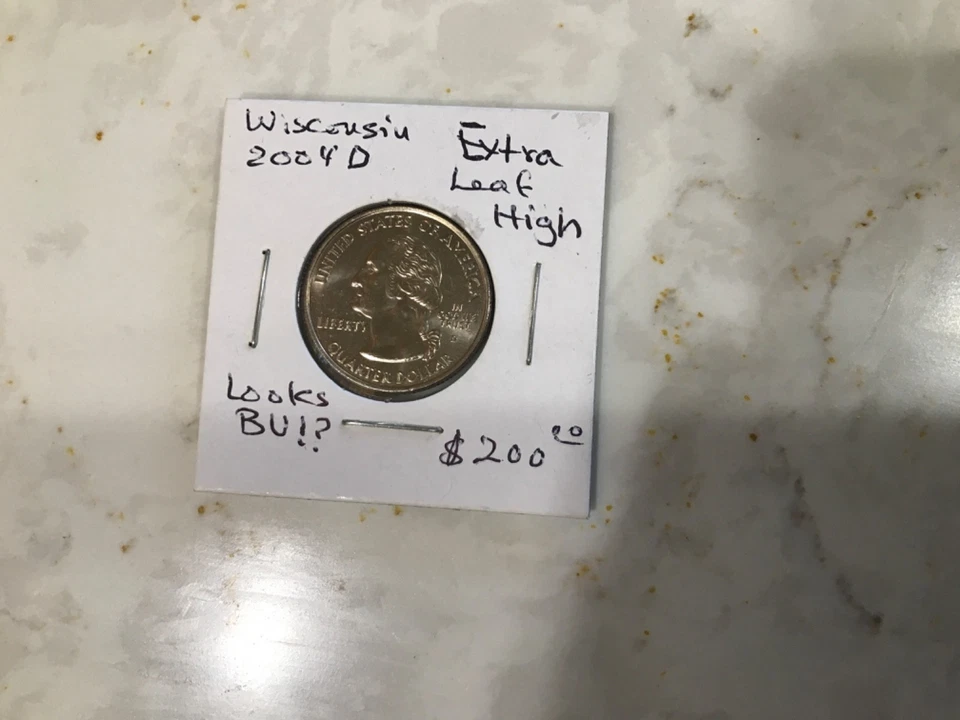 Wisconsin
2004 D
Extra
Leaf
High
UNITED STATES OF AMERICA
LIBERTY
IN
GOD WE
TRUST
D
QUARTER DOLLAR
Looks
BU!?
$200 00